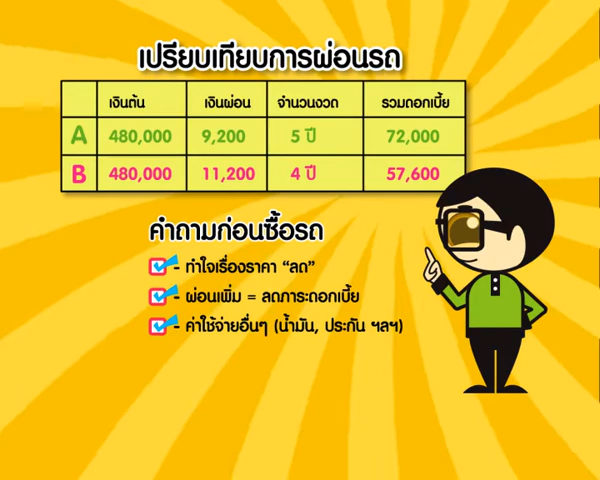 เปรียบเทียบการผ่อนรถ
เงินต้น เงินผ่อน จำนวนงวด รวมดอกเบี้ย
A 480,000 9,200 5 ปี 72,000
B 480,000 11,200 4 ปี 57,600
คำถามก่อนซื้อรถ
- ทำใจเรื่องราคา “ลด”
- ผ่อนเพิ่ม = ลดภาระดอกเบี้ย
- ค่าใช้จ่ายอื่นๆ (น้ำมัน, ประกัน ฯลฯ)